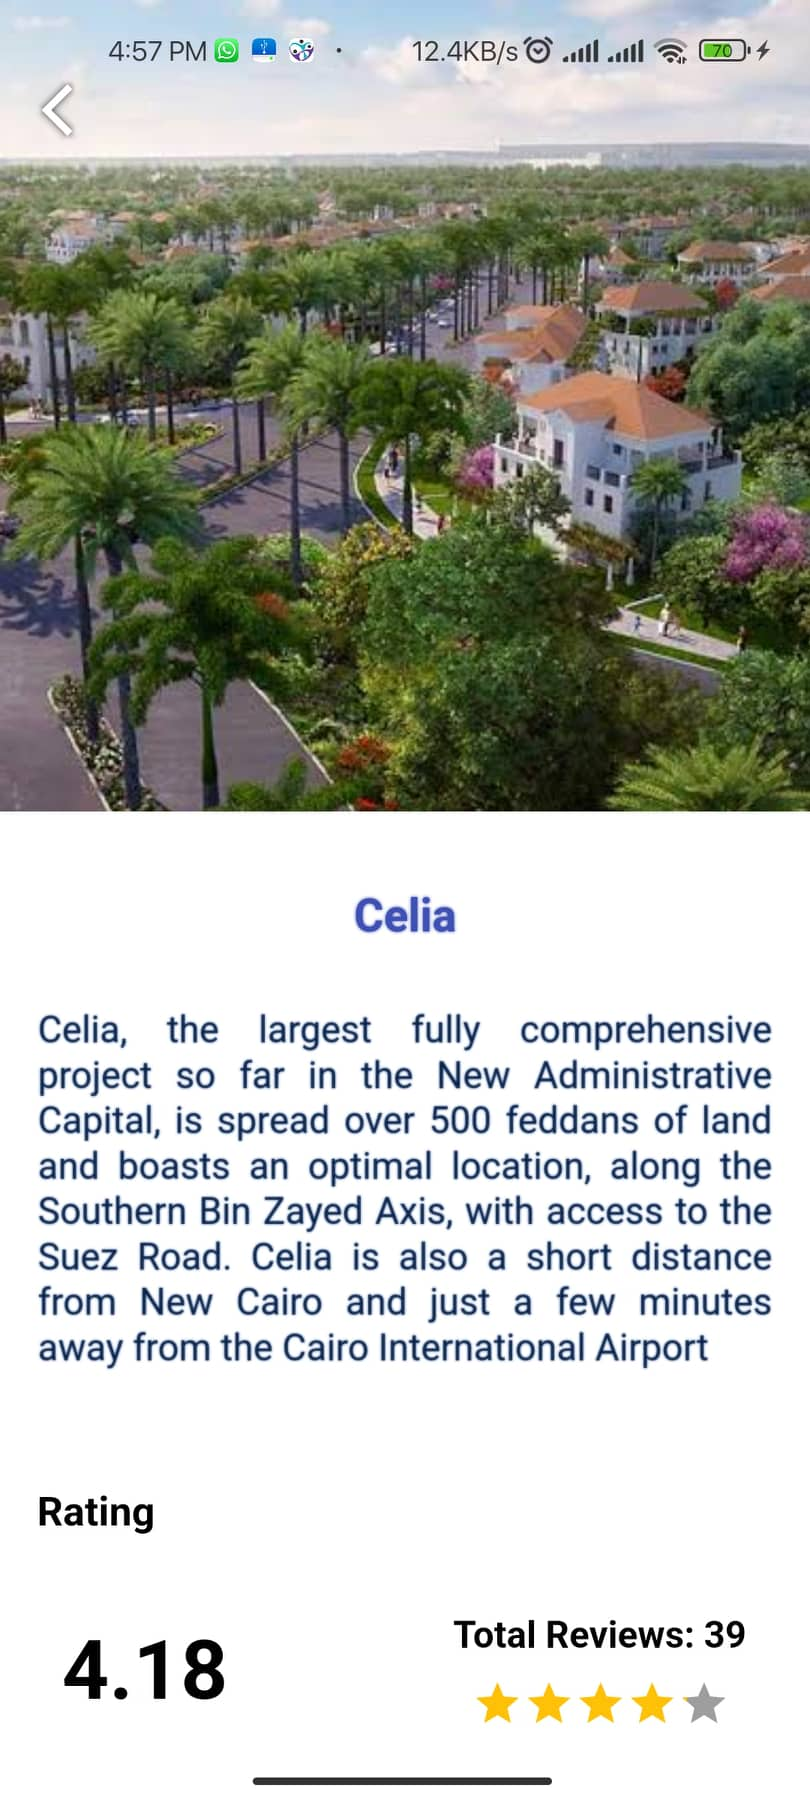 4:57 PM 12.4KB/s 70
Celia
Celia, the largest fully comprehensive
project so far in the New Administrative
Capital, is spread over 500 feddans of land
and boasts an optimal location, along the
Southern Bin Zayed Axis, with access to the
Suez Road. Celia is also a short distance
from New Cairo and just a few minutes
away from the Cairo International Airport
Rating
Total Reviews: 39
4.18